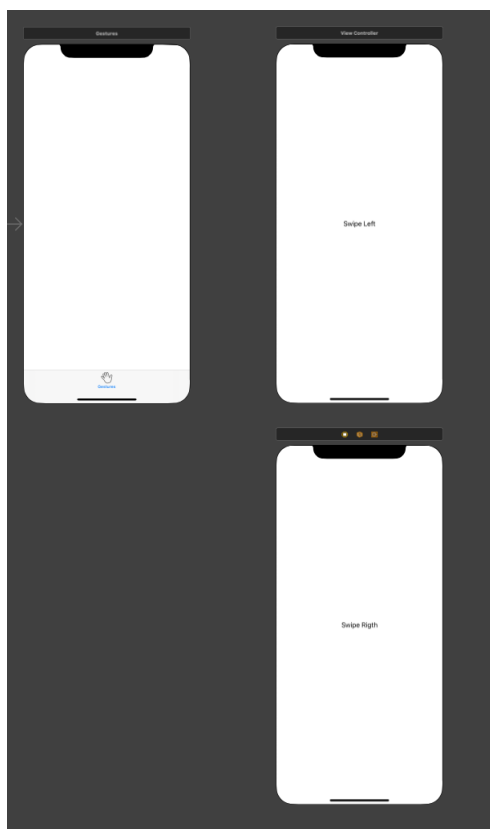 Gestures
View Controller
Swipe Left
Gestures
Swipe Rigth